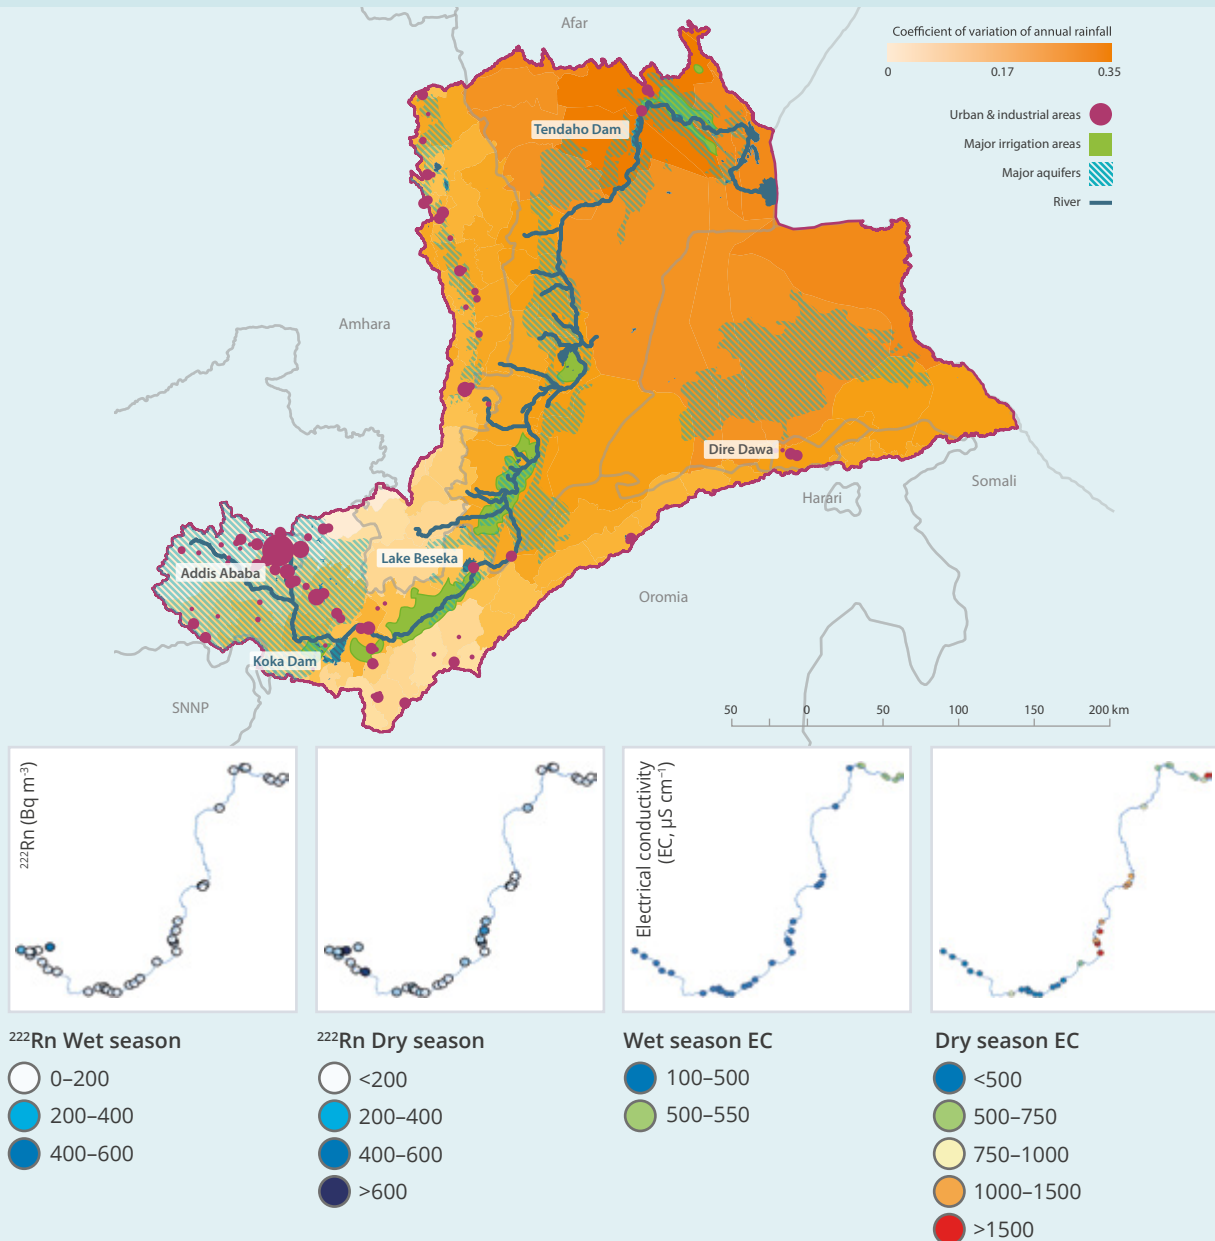 Afar
Coefficient of variation of annual rainfall
0 0.17 0.35
Urban & industrial areas
Major irrigation areas
Major aquifers
River
Tendaho Dam
Amhara
Dire Dawa
Harari
Somali
Lake Beseka
Addis Ababa
Oromia
Koka Dam
SNNP
50 0 50 100 150 200 km
²²²Rn (Bq m⁻³)
Electrical conductivity
(EC, µS cm⁻¹)
²²²Rn Wet season
0–200
200–400
400–600
²²²Rn Dry season
<200
200–400
400–600
>600
Wet season EC
100–500
500–550
Dry season EC
<500
500–750
750–1000
1000–1500
>1500